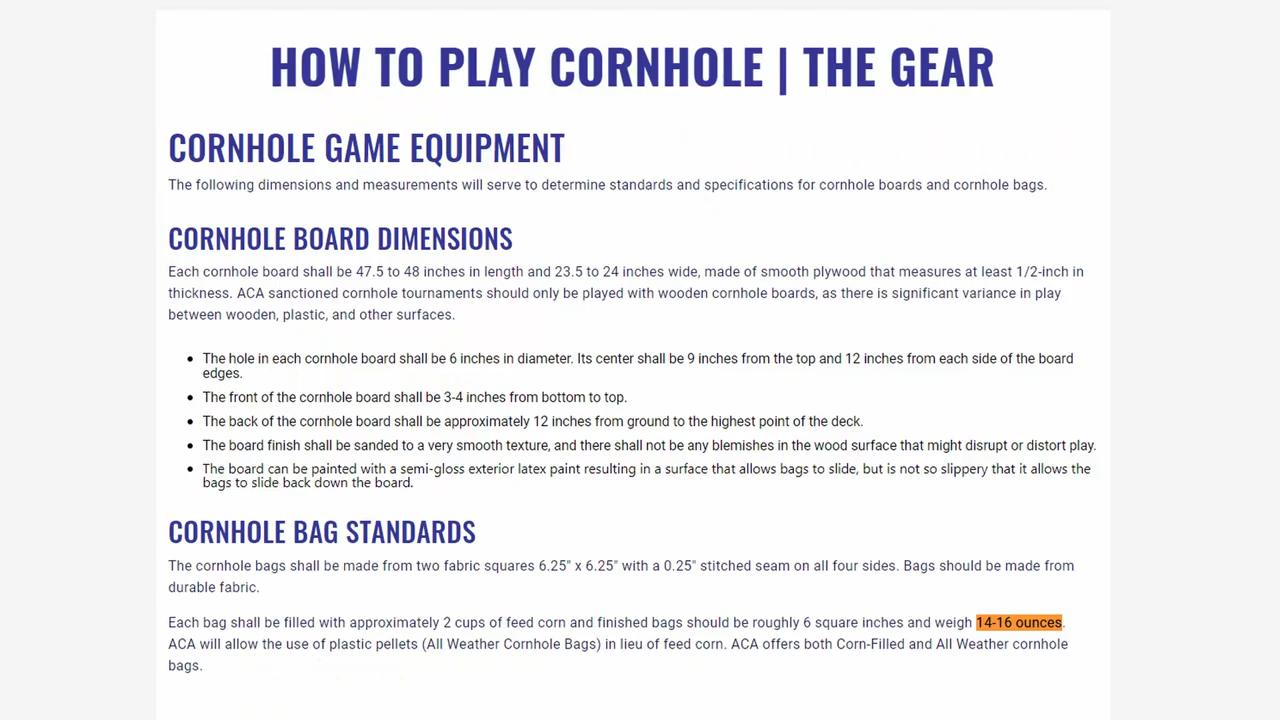 HOW TO PLAY CORNHOLE | THE GEAR
CORNHOLE GAME EQUIPMENT
The following dimensions and measurements will serve to determine standards and specifications for cornhole boards and cornhole bags.
CORNHOLE BOARD DIMENSIONS
Each cornhole board shall be 47.5 to 48 inches in length and 23.5 to 24 inches wide, made of smooth plywood that measures at least 1/2-inch in
thickness. ACA sanctioned cornhole tournaments should only be played with wooden cornhole boards, as there is significant variance in play
between wooden, plastic, and other surfaces.
• The hole in each cornhole board shall be 6 inches in diameter. Its center shall be 9 inches from the top and 12 inches from each side of the board
edges.
• The front of the cornhole board shall be 3-4 inches from bottom to top.
• The back of the cornhole board shall be approximately 12 inches from ground to the highest point of the deck.
• The board finish shall be sanded to a very smooth texture, and there shall not be any blemishes in the wood surface that might disrupt or distort play.
• The board can be painted with a semi-gloss exterior latex paint resulting in a surface that allows bags to slide, but is not so slippery that it allows the
bags to slide back down the board.
CORNHOLE BAG STANDARDS
The cornhole bags shall be made from two fabric squares 6.25" x 6.25" with a 0.25" stitched seam on all four sides. Bags should be made from
durable fabric.
Each bag shall be filled with approximately 2 cups of feed corn and finished bags should be roughly 6 square inches and weigh 14-16 ounces.
ACA will allow the use of plastic pellets (All Weather Cornhole Bags) in lieu of feed corn. ACA offers both Corn-Filled and All Weather cornhole
bags.